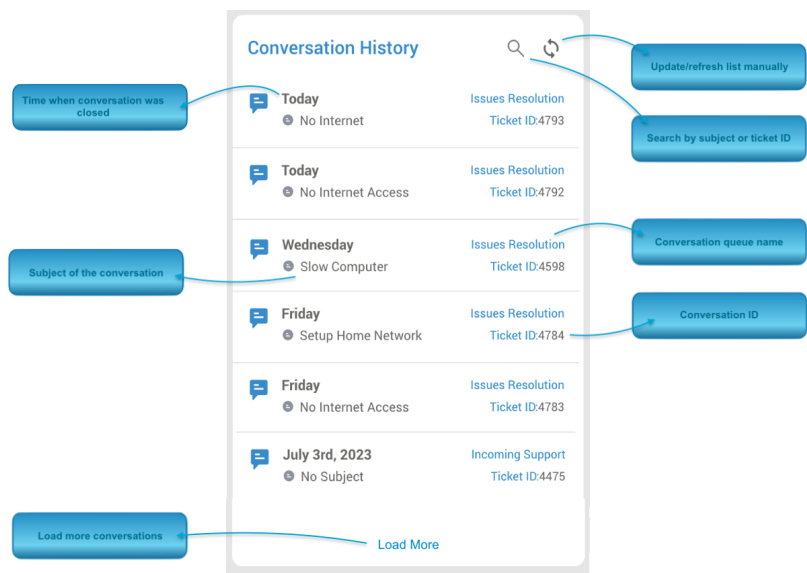 Conversation History
Update/refresh list manually
Time when conversation was
closed
Today
Issues Resolution
No Internet
Ticket ID:4793
Search by subject or ticket ID
Today
Issues Resolution
No Internet Access
Ticket ID:4792
Wednesday
Issues Resolution
Conversation queue name
Subject of the conversation
Slow Computer
Ticket ID:4598
Friday
Issues Resolution
Conversation ID
Setup Home Network
Ticket ID:4784
Friday
Issues Resolution
No Internet Access
Ticket ID:4783
July 3rd, 2023
Incoming Support
No Subject
Ticket ID:4475
Load more conversations
Load More